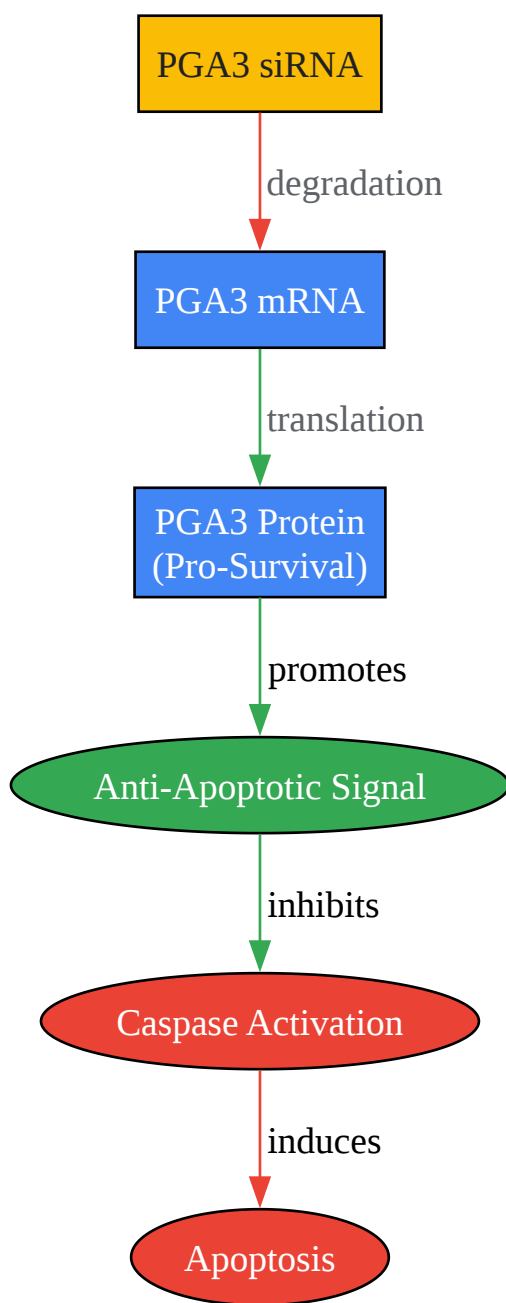 PGA3 siRNA
degradation
PGA3 mRNA
translation
PGA3 Protein
(Pro-Survival)
promotes
Anti-Apoptotic Signal
inhibits
Caspase Activation
induces
Apoptosis